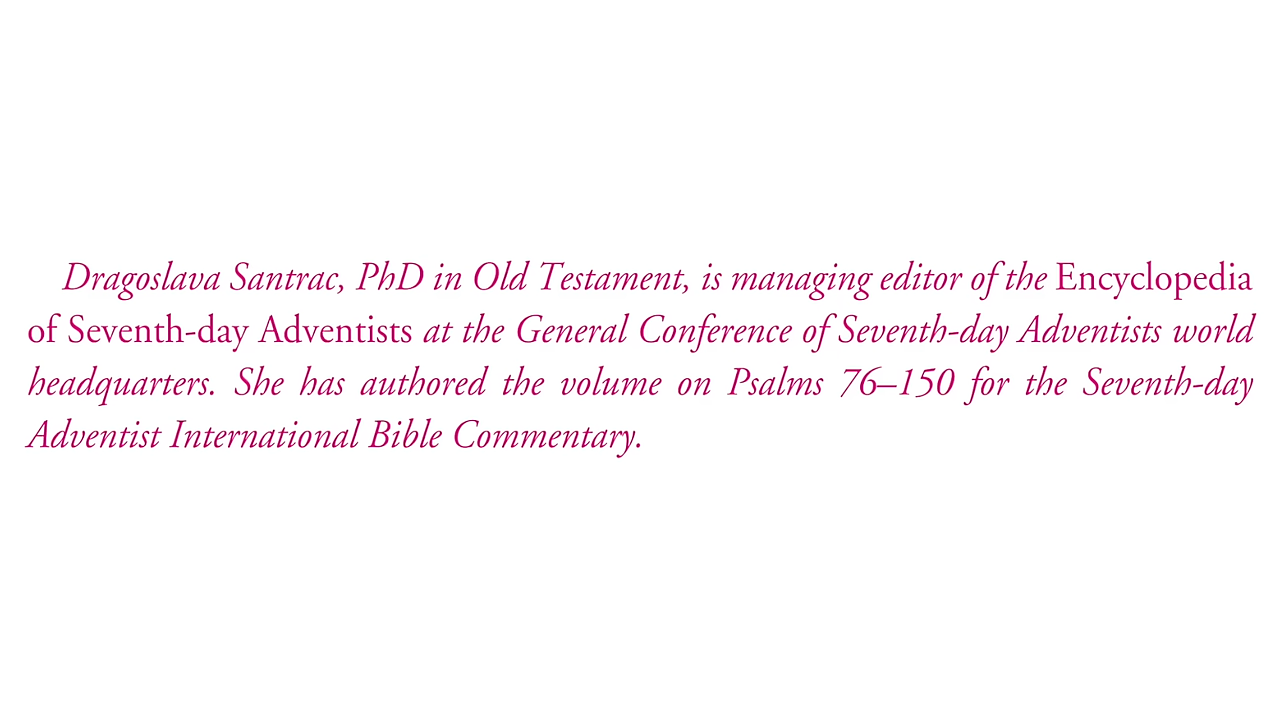 Dragoslava Santrac, PhD in Old Testament, is managing editor of the Encyclopedia
of Seventh-day Adventists at the General Conference of Seventh-day Adventists world
headquarters. She has authored the volume on Psalms 76–150 for the Seventh-day
Adventist International Bible Commentary.